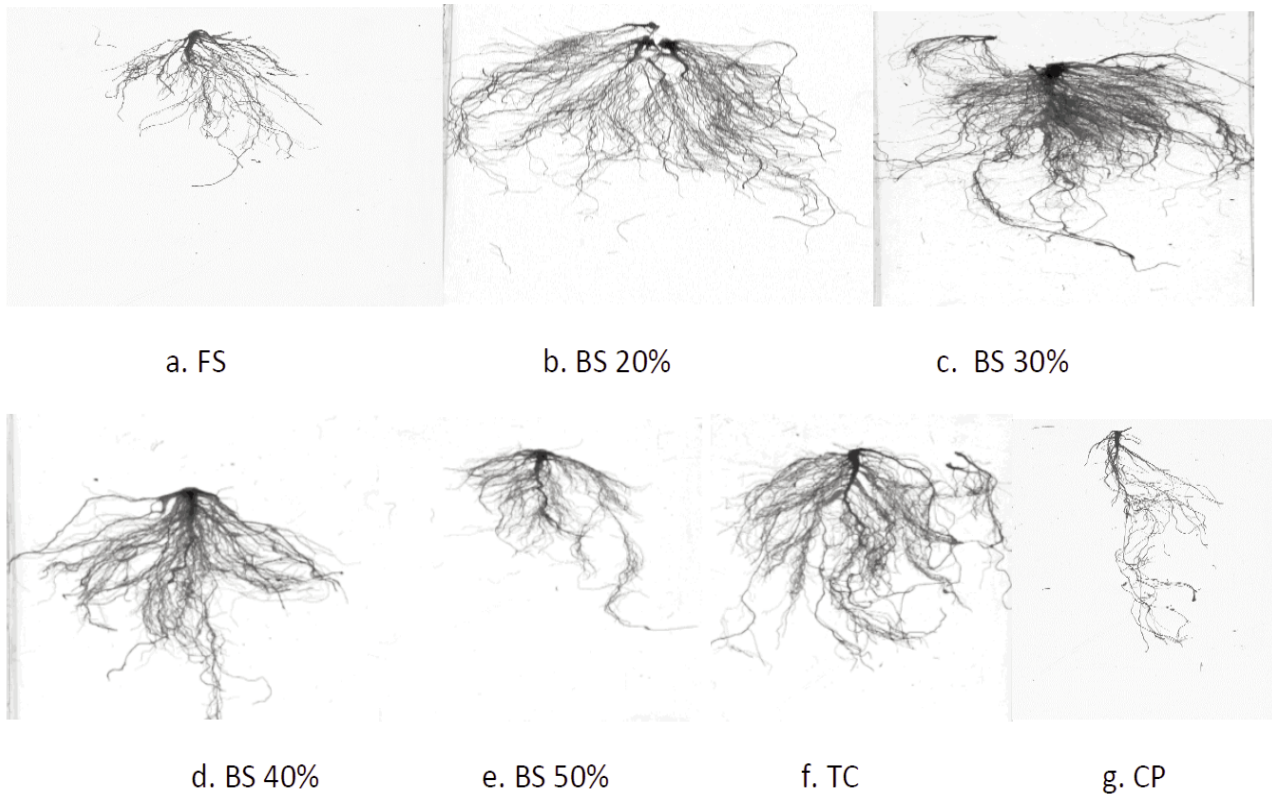 a. FS
b. BS 20%
c. BS 30%
d. BS 40%
e. BS 50%
f. TC
g. CP